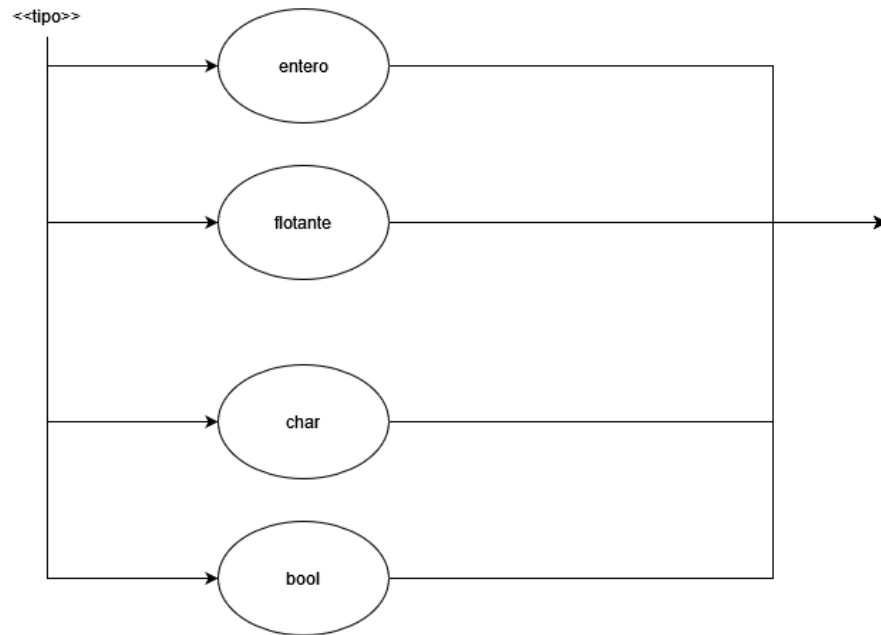 <<tipo>>
entero
flotante
char
bool